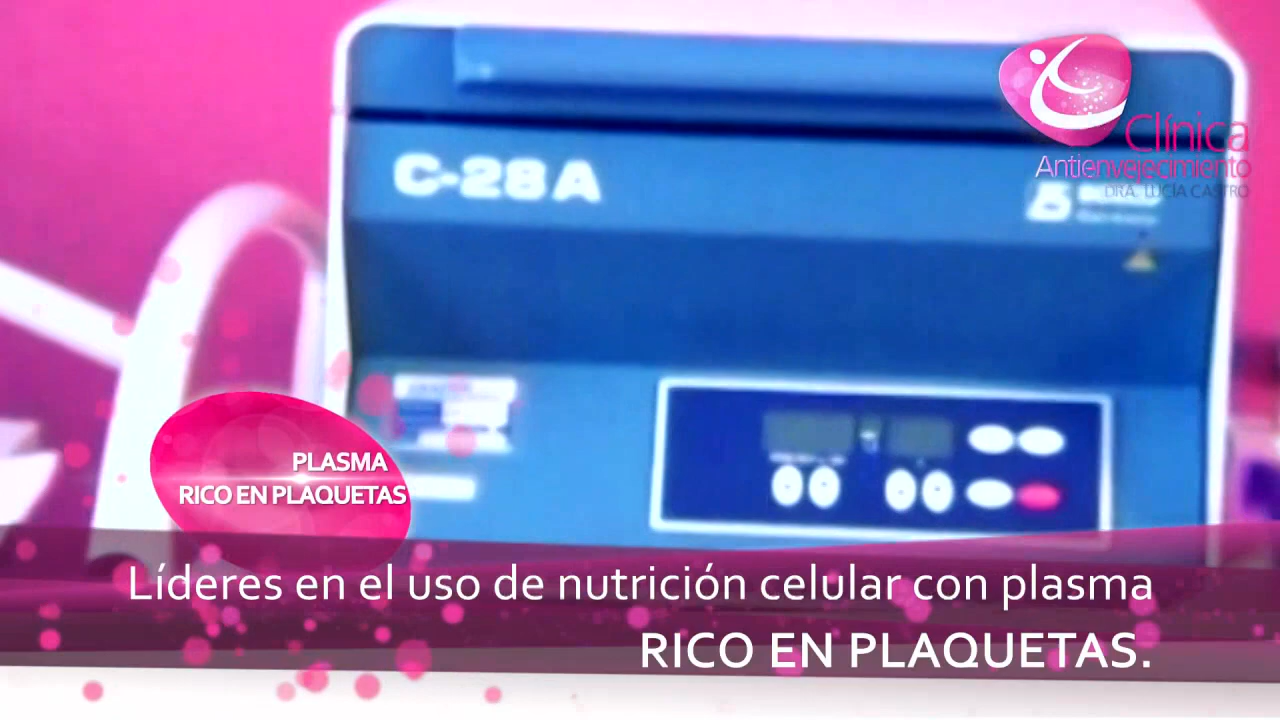 Clínica
Antienvejecimiento
DRA. LUCÍA CASTRO
C-28A
PLASMA
RICO EN PLAQUETAS
Líderes en el uso de nutrición celular con plasma
RICO EN PLAQUETAS.